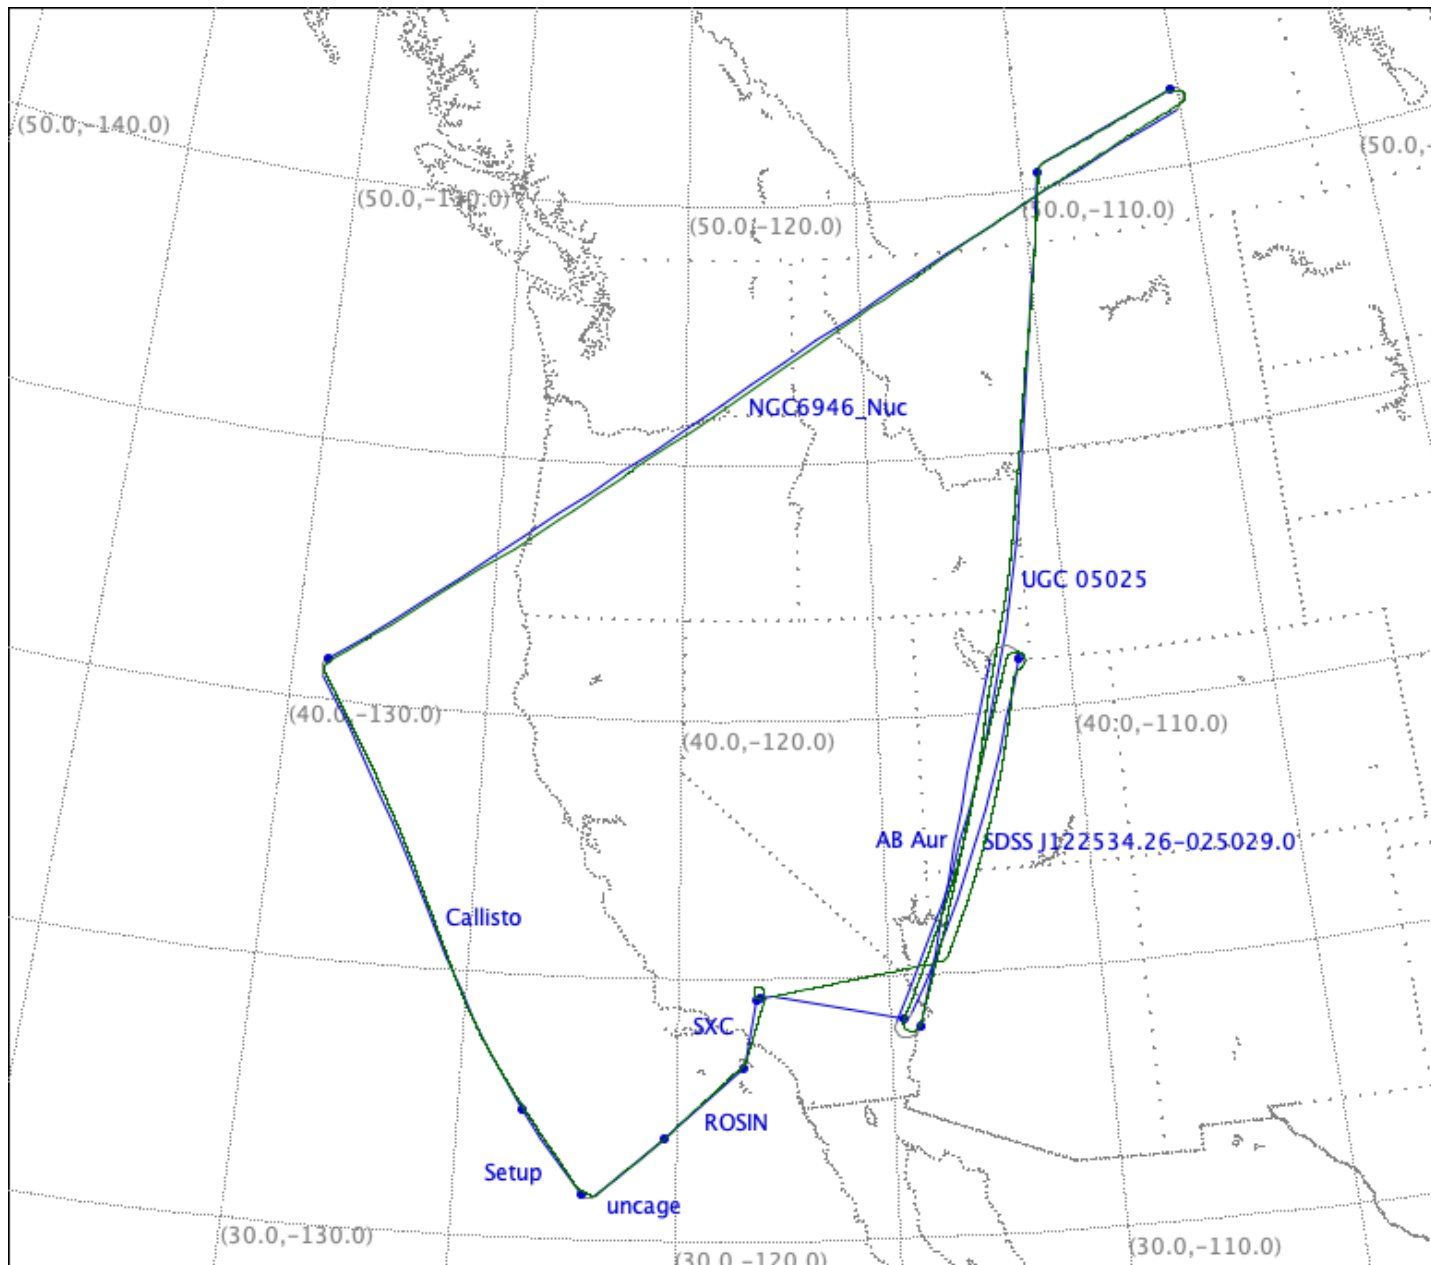 (50.0,-140.0)
(50.0,-
(50.0,-130.0)
(50.0,-110.0)
(50.0,-120.0)
NGC6946_Nuc
UGC 05025
(40.0,-130.0)
(40.0,-110.0)
(40.0,-120.0)
AB Aur
SDSS J122534.26-025029.0
Callisto
SXC
ROSIN
Setup
uncage
(30.0,-130.0)
(30.0,-110.0)
(30.0,-120.0)